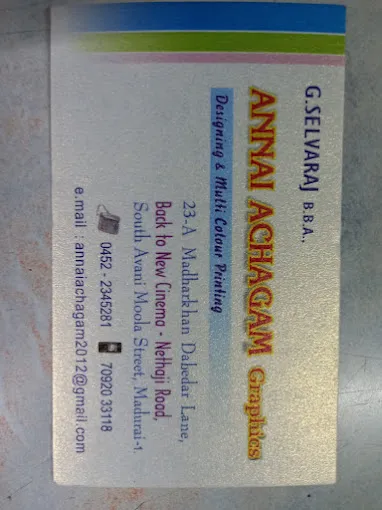 G.SELVARAJ B.B.A.,
ANNAI ACHAGAM Graphics
Designing & Multi Colour Printing
23-A Madharkhan Dabedar Lane,
Back to New Cinema - Nethaji Road,
South Avani Moola Street, Madurai-1.
0452 - 2345281 70920 33118
e.mail : annaiachagam2012@gmail.com